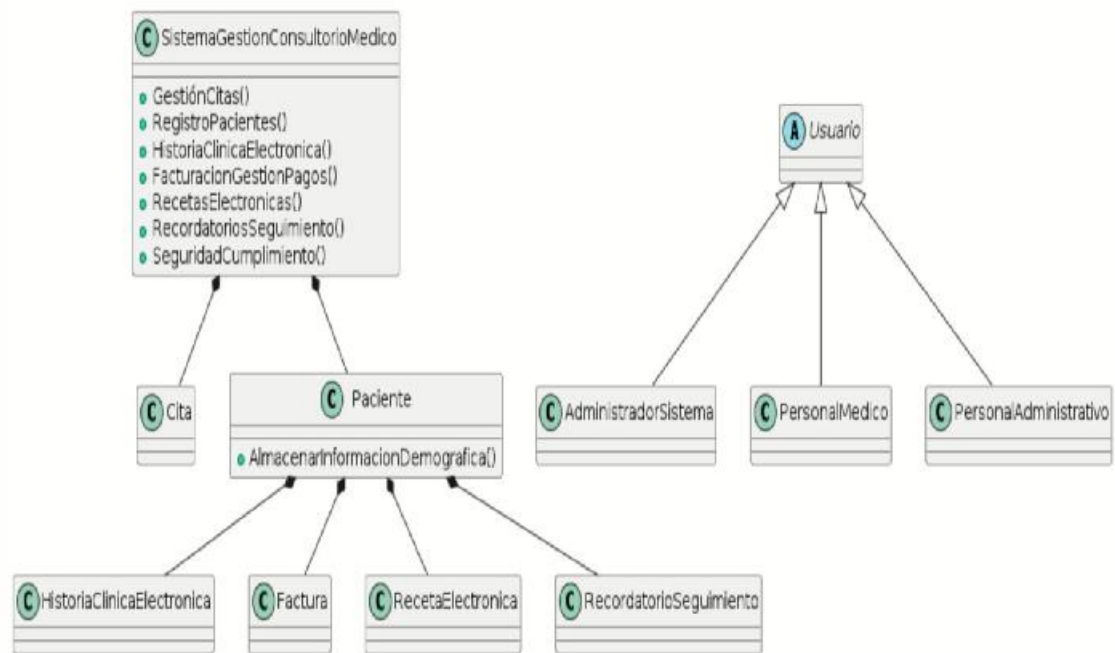 C SistemaGestionConsultorioMedico
GestiónCitas()
RegistroPacientes()
HistoriaClinicaElectronica()
FacturacionGestionPagos()
RecetasElectronicas()
RecordatoriosSeguimiento()
SeguridadCumplimiento()
A Usuario
C Cita
C Paciente
AlmacenarInformacionDemografica()
C AdministradorSistema
C PersonalMedico
C PersonalAdministrativo
C HistoriaClinicaElectronica
C Factura
C RecetaElectronica
C RecordatorioSeguimiento